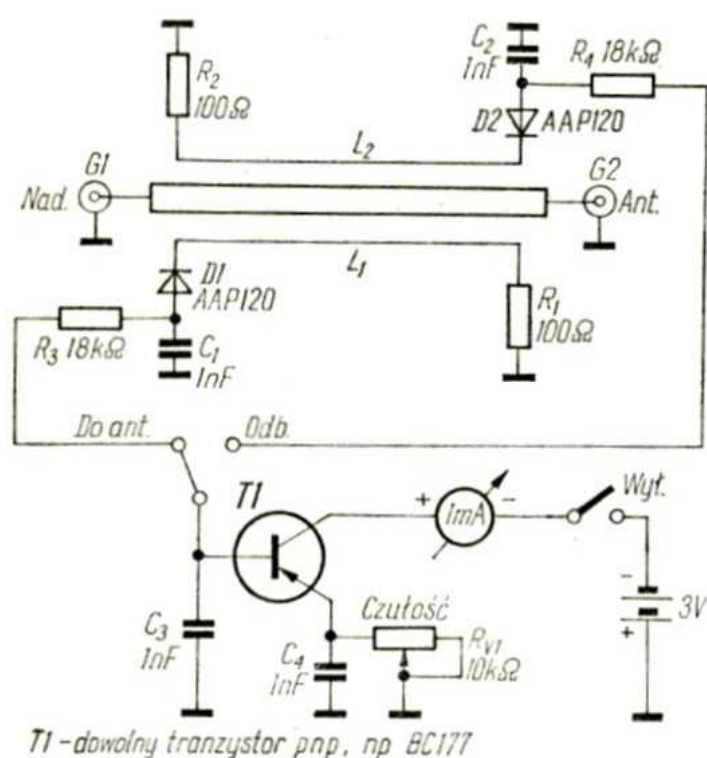 C2
1nF
R4 18kΩ
R2
100Ω
D2
AAP120
L2
G1
G2
Nad.
Ant.
L1
D1
AAP120
R1
100Ω
R3 18kΩ
C1
1nF
Do ant.
Odb.
T1
+
1mA
-
Wył.
Czułość
-
+
3V
C3
1nF
C4
1nF
RV1
10kΩ
T1 - dowolny tranzystor pnp, np BC177